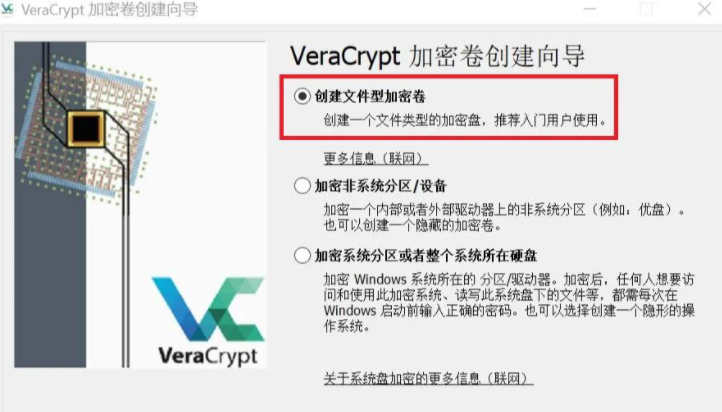 VeraCrypt 加密卷创建向导
VeraCrypt 加密卷创建向导
创建文件型加密卷
创建一个文件类型的加密盘，推荐入门用户使用。
更多信息（联网）
加密非系统分区/设备
加密一个内部或者外部驱动器上的非系统分区（例如：优盘）。
也可以创建一个隐藏的加密卷。
加密系统分区或者整个系统所在硬盘
加密 Windows 系统所在的 分区/驱动器。加密后，任何人想要访
问和使用此加密系统、读写此系统盘下的文件等，都需每次在
Windows 启动前输入正确的密码。也可以选择创建一个隐形的操
作系统。
VeraCrypt
关于系统盘加密的更多信息（联网）